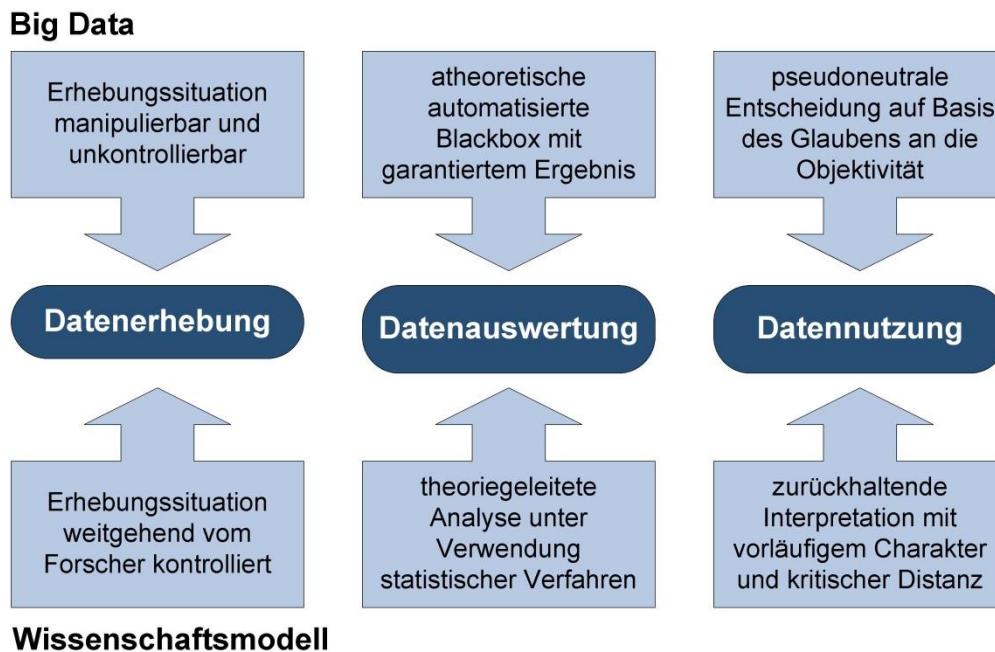 Big Data
Erhebungssituation
manipulierbar und
unkontrollierbar
atheoretische
automatisierte
Blackbox mit
garantiertem Ergebnis
pseudoneutrale
Entscheidung auf Basis
des Glaubens an die
Objektivität
Datenerhebung
Datenauswertung
Datennutzung
Erhebungssituation
weitgehend vom
Forscher kontrolliert
theoriegeleitete
Analyse unter
Verwendung
statistischer Verfahren
zurückhaltende
Interpretation mit
vorläufigem Charakter
und kritischer Distanz
Wissenschaftsmodell